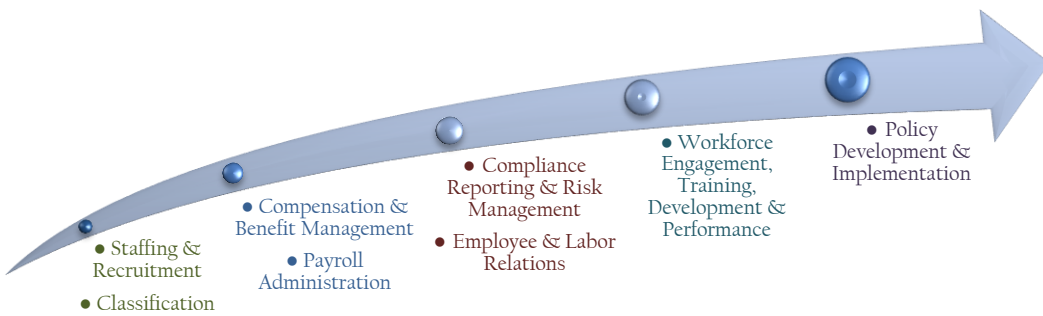 ● Staffing &
Recruitment
● Classification
● Compensation &
Benefit Management
● Payroll
Administration
● Compliance
Reporting & Risk
Management
● Employee & Labor
Relations
● Workforce
Engagement,
Training,
Development &
Performance
● Policy
Development &
Implementation